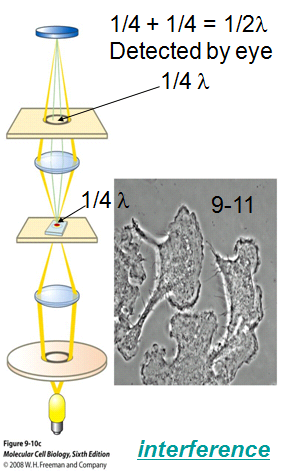 1/4 + 1/4 = 1/2λ
Detected by eye
1/4 λ
1/4 λ
9-11
Figure 9-10c
Molecular Cell Biology, Sixth Edition
© 2008 W. H. Freeman and Company
interference